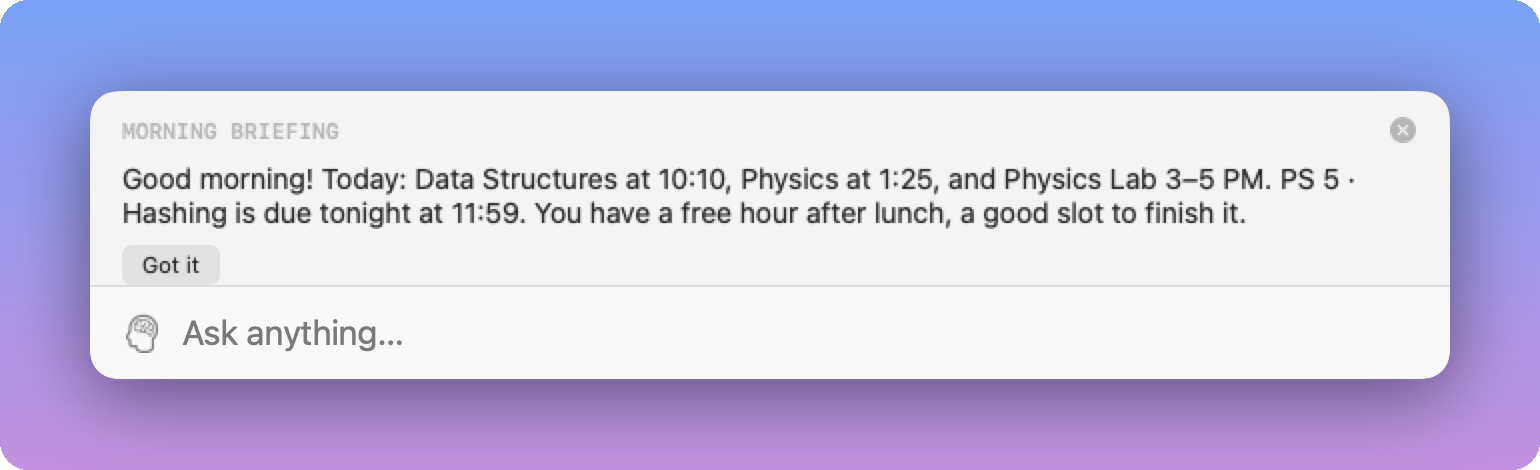 MORNING BRIEFING
Good morning! Today: Data Structures at 10:10, Physics at 1:25, and Physics Lab 3–5 PM. PS 5 ·
Hashing is due tonight at 11:59. You have a free hour after lunch, a good slot to finish it.
Got it
Ask anything...